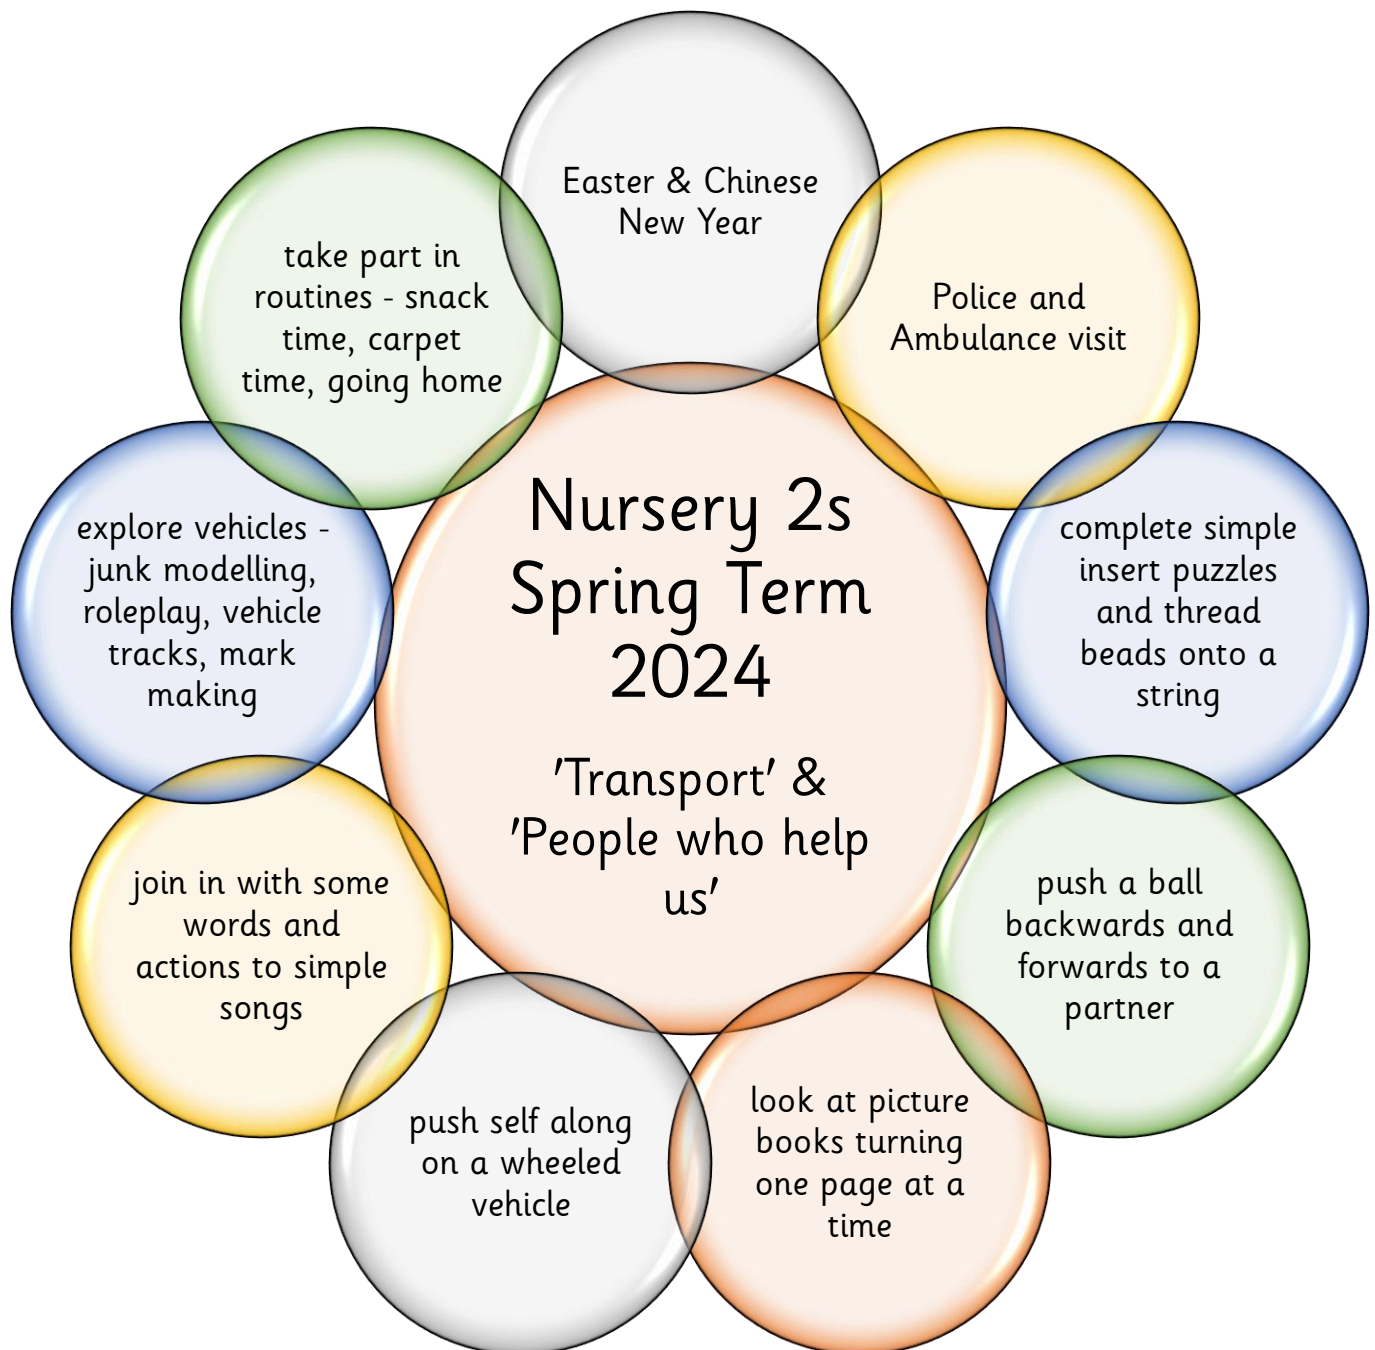 Easter & Chinese
New Year
Police and
Ambulance visit
complete simple
insert puzzles
and thread
beads onto a
string
push a ball
backwards and
forwards to a
partner
look at picture
books turning
one page at a
time
push self along
on a wheeled
vehicle
join in with some
words and
actions to simple
songs
explore vehicles -
junk modelling,
roleplay, vehicle
tracks, mark
making
take part in
routines - snack
time, carpet
time, going home
Nursery 2s
Spring Term
2024
'Transport' &
'People who help
us'